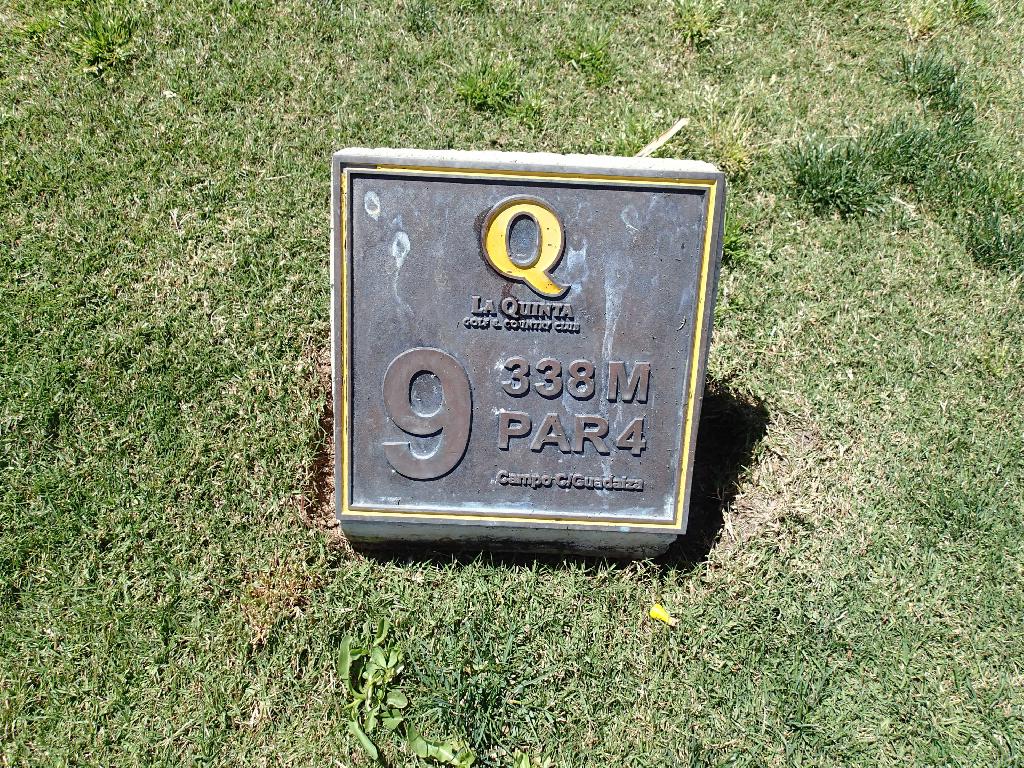 Q
LA QUINTA
GOLF & COUNTRY CLUB
9
338 M
PAR 4
Campo C/Guadaiza